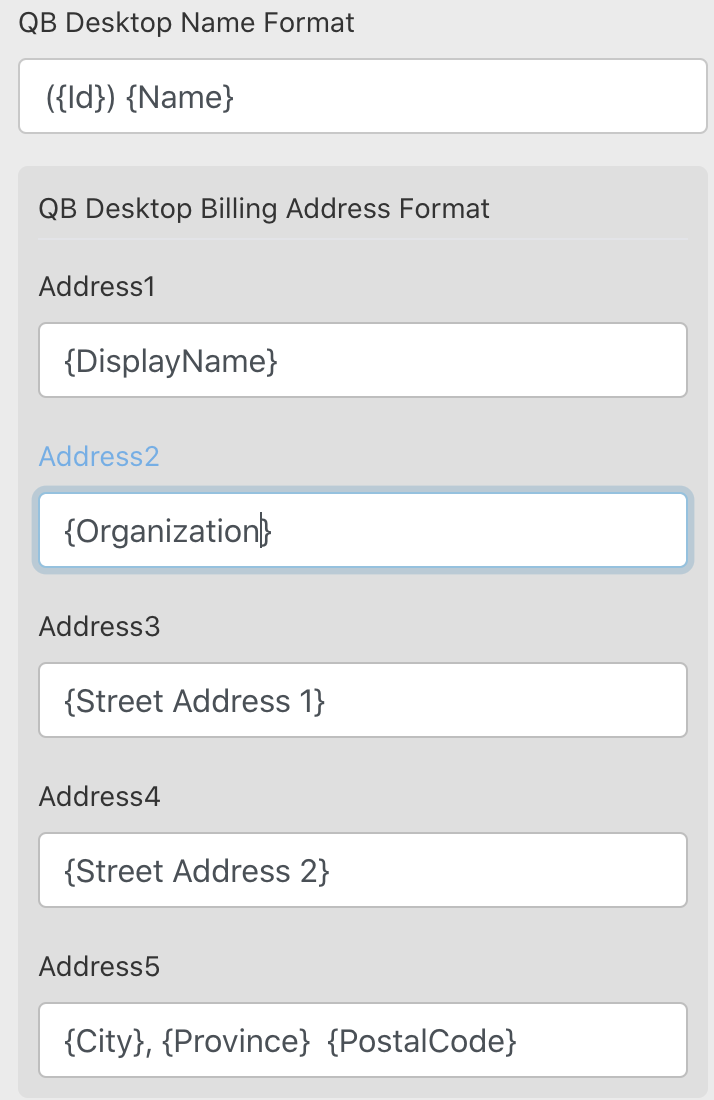 QB Desktop Name Format
({Id}) {Name}
QB Desktop Billing Address Format
Address1
{DisplayName}
Address2
{Organization}
Address3
{Street Address 1}
Address4
{Street Address 2}
Address5
{City}, {Province}  {PostalCode}